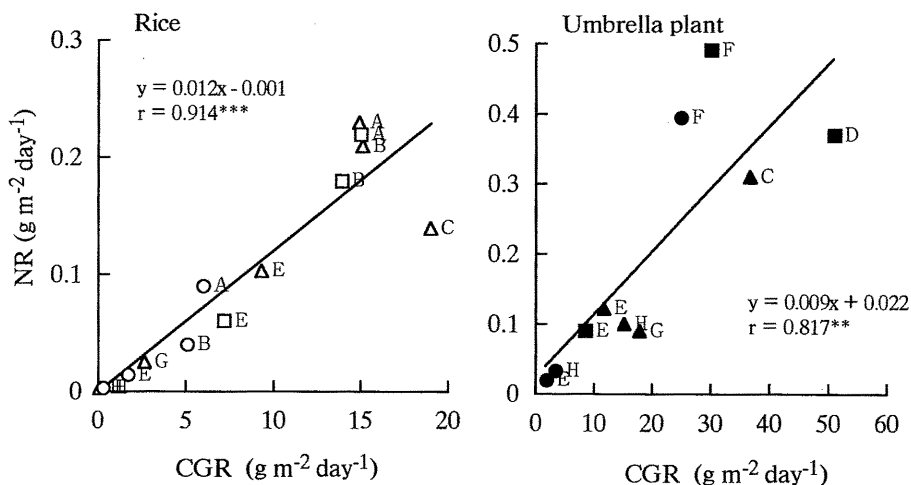 Rice
0.3
y = 0.012x - 0.001
r = 0.914***
A
A
B
0.2
B
C
NR (g m⁻² day⁻¹)
E
0.1
A
E
B
G
E
H
0
0 5 10 15 20
CGR (g m⁻² day⁻¹)
Umbrella plant
0.5
F
F
0.4
D
C
0.3
0.2
E
H
0.1
E
G
y = 0.009x + 0.022
r = 0.817**
H
E
0
0 10 20 30 40 50 60
CGR (g m⁻² day⁻¹)